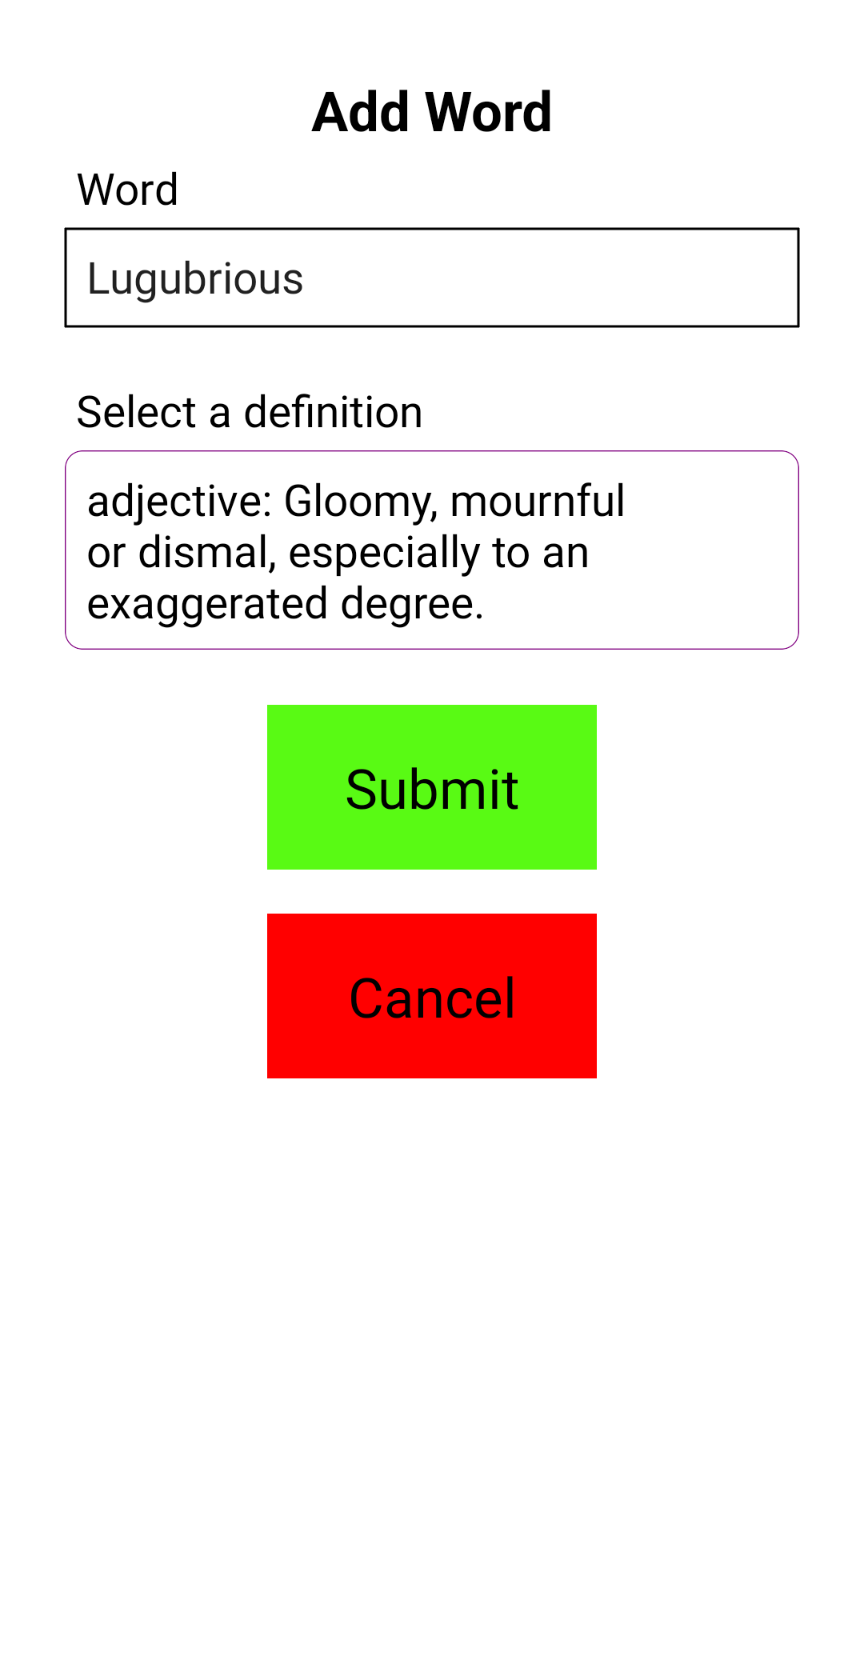 Add Word
Word
Lugubrious
Select a definition
adjective: Gloomy, mournful
or dismal, especially to an
exaggerated degree.
Submit
Cancel